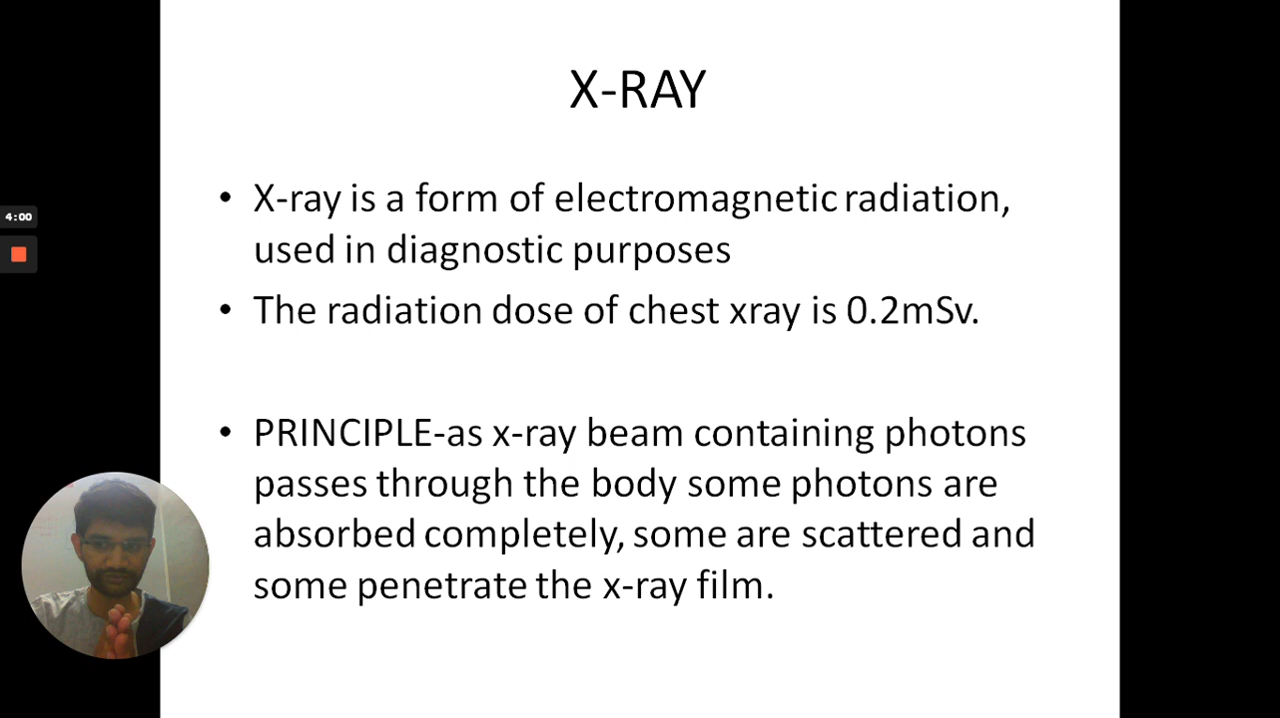 X-RAY
• X-ray is a form of electromagnetic radiation,
used in diagnostic purposes
• The radiation dose of chest xray is 0.2mSv.
• PRINCIPLE-as x-ray beam containing photons
passes through the body some photons are
absorbed completely, some are scattered and
some penetrate the x-ray film.
4:00